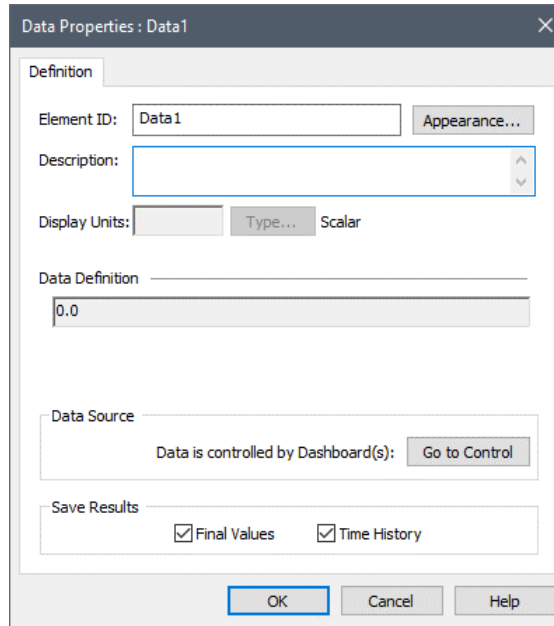 Data Properties : Data1
Definition
Element ID: Data1 Appearance...
Description:
Display Units: Type... Scalar
Data Definition
0.0
Data Source
Data is controlled by Dashboard(s): Go to Control
Save Results
Final Values Time History
OK Cancel Help